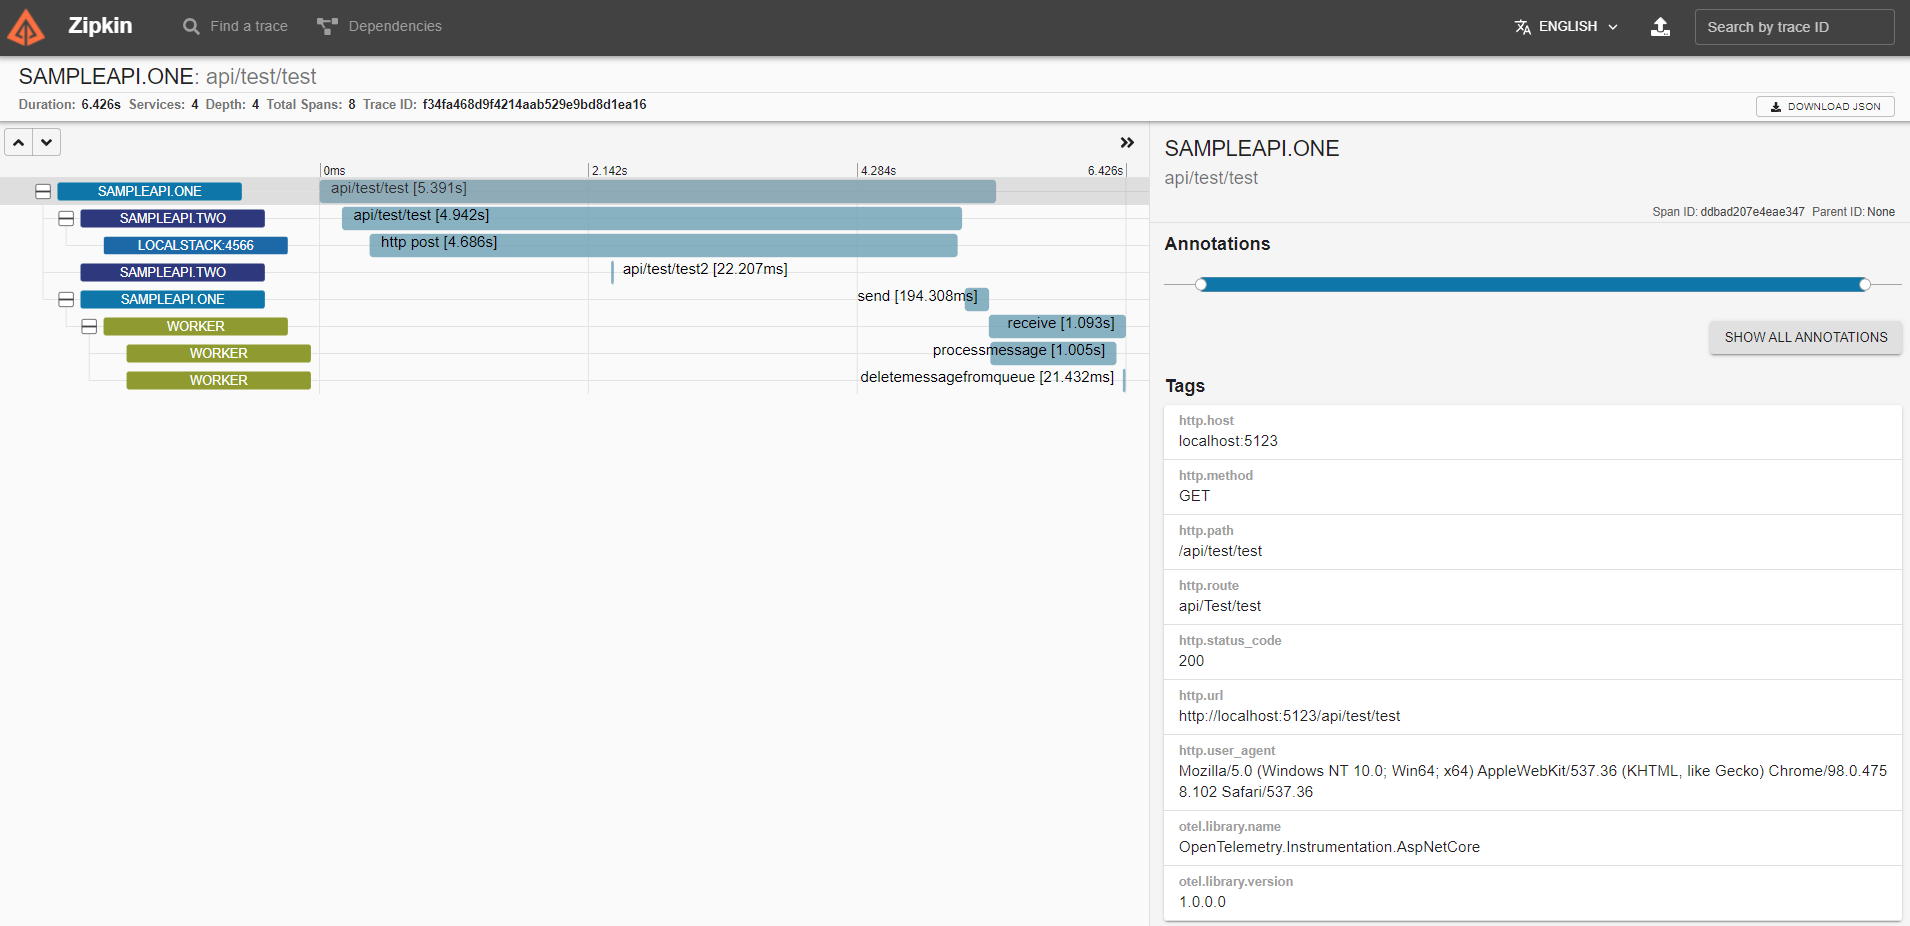 Zipkin
Find a trace
Dependencies
ENGLISH
Search by trace ID
SAMPLEAPI.ONE: api/test/test
Duration: 6.426s Services: 4 Depth: 4 Total Spans: 8 Trace ID: f34fa468d9f4214aab529e9bd8d1ea16
DOWNLOAD JSON
0ms
2.142s
4.284s
6.426s
SAMPLEAPI.ONE api/test/test [5.391s]
SAMPLEAPI.TWO api/test/test [4.942s]
LOCALSTACK:4566 http post [4.686s]
SAMPLEAPI.TWO api/test/test2 [22.207ms]
SAMPLEAPI.ONE send [194.308ms]
WORKER receive [1.093s]
WORKER processmessage [1.005s]
WORKER deletemessagefromqueue [21.432ms]
SAMPLEAPI.ONE
api/test/test
Span ID: ddbad207e4eae347 Parent ID: None
Annotations
SHOW ALL ANNOTATIONS
Tags
http.host
localhost:5123
http.method
GET
http.path
/api/test/test
http.route
api/Test/test
http.status_code
200
http.url
http://localhost:5123/api/test/test
http.user_agent
Mozilla/5.0 (Windows NT 10.0; Win64; x64) AppleWebKit/537.36 (KHTML, like Gecko) Chrome/98.0.475
8.102 Safari/537.36
otel.library.name
OpenTelemetry.Instrumentation.AspNetCore
otel.library.version
1.0.0.0